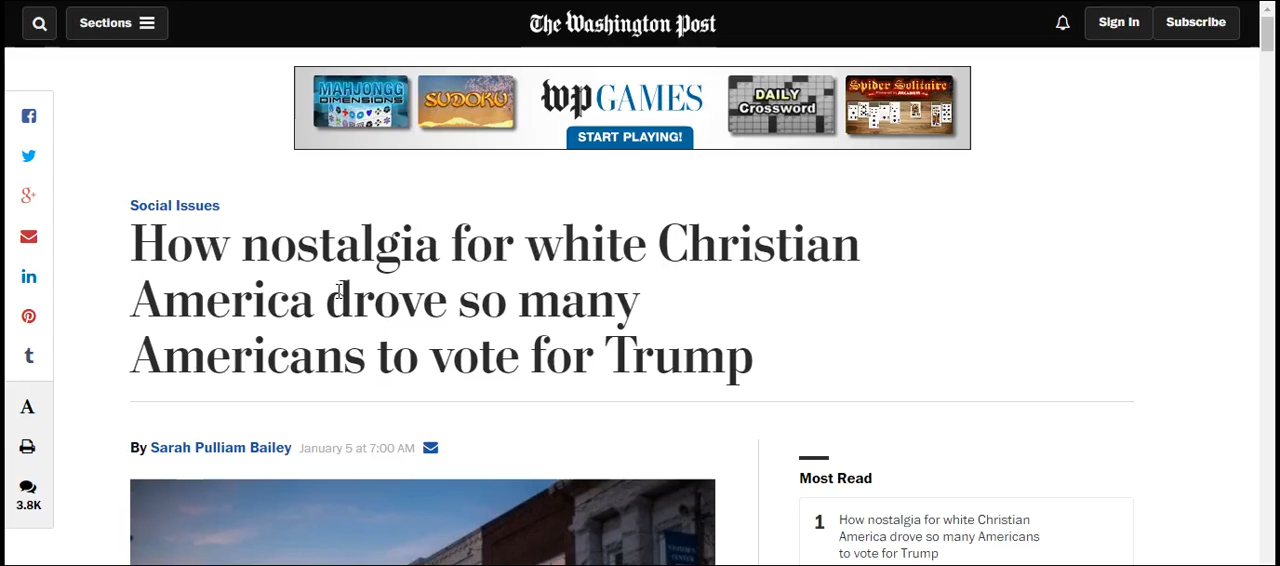 Sections
The Washington Post
Sign In
Subscribe
MAHJONGG
DIMENSIONS
SUDOKU
wp GAMES
START PLAYING!
DAILY
Crossword
Spider Solitaire
Social Issues
How nostalgia for white Christian
America drove so many
Americans to vote for Trump
By Sarah Pulliam Bailey January 5 at 7:00 AM
f
g+
in
t
A
3.8K
Most Read
1 How nostalgia for white Christian
America drove so many Americans
to vote for Trump